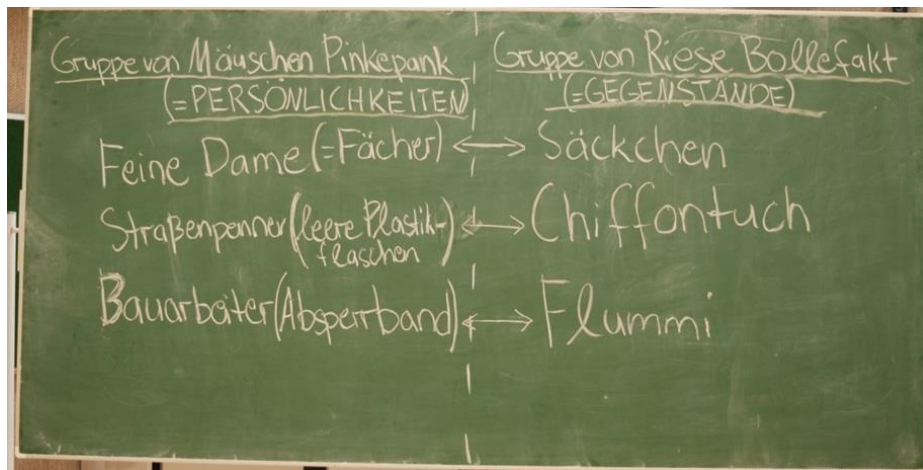 Gruppe von Mäuschen Pinkepank
(=PERSÖNLICHKEITEN)
Feine Dame (=Fächer)
Straßenpenner (leere Plastik-
flaschen)
Bauarbeiter (Absperrband)
Gruppe von Riese Bollefakt
(=GEGENSTÄNDE)
Säckchen
Chiffontuch
Flummi